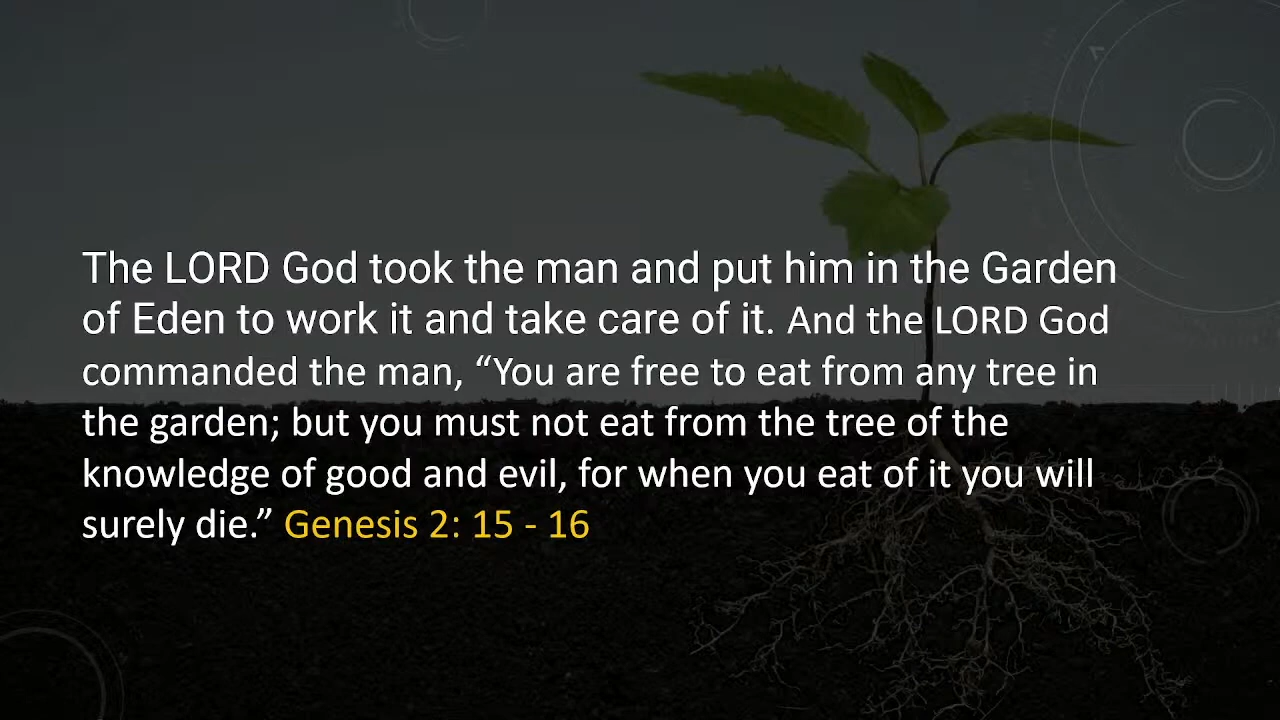 The LORD God took the man and put him in the Garden
of Eden to work it and take care of it. And the LORD God
commanded the man, “You are free to eat from any tree in
the garden; but you must not eat from the tree of the
knowledge of good and evil, for when you eat of it you will
surely die.” Genesis 2: 15 - 16